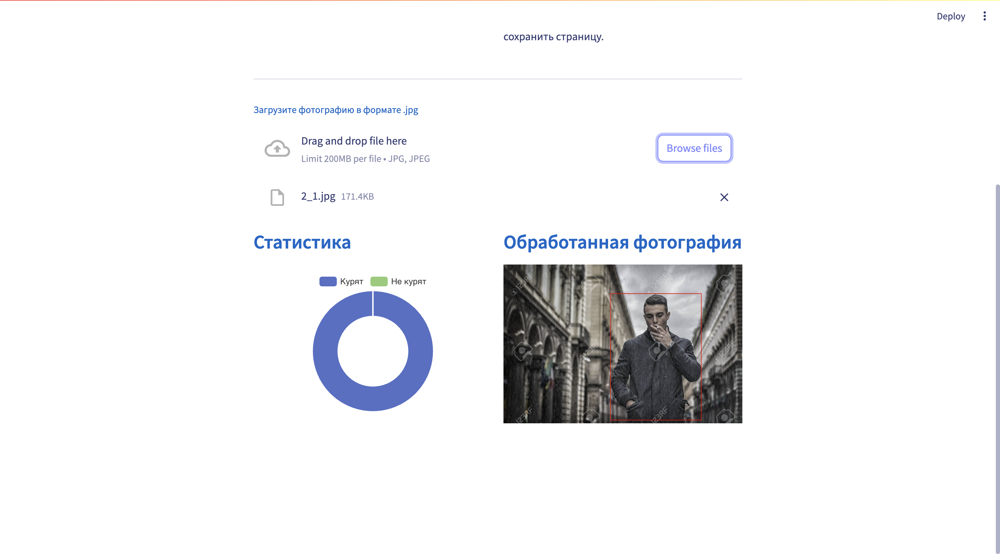 Deploy
сохранить страницу.
Загрузите фотографию в формате .jpg
Drag and drop file here
Limit 200MB per file • JPG, JPEG
Browse files
2_1.jpg 171.4KB
Статистика
Обработанная фотография
Курят Не курят
123RF
123RF
123RF
123RF
123RF
123RF